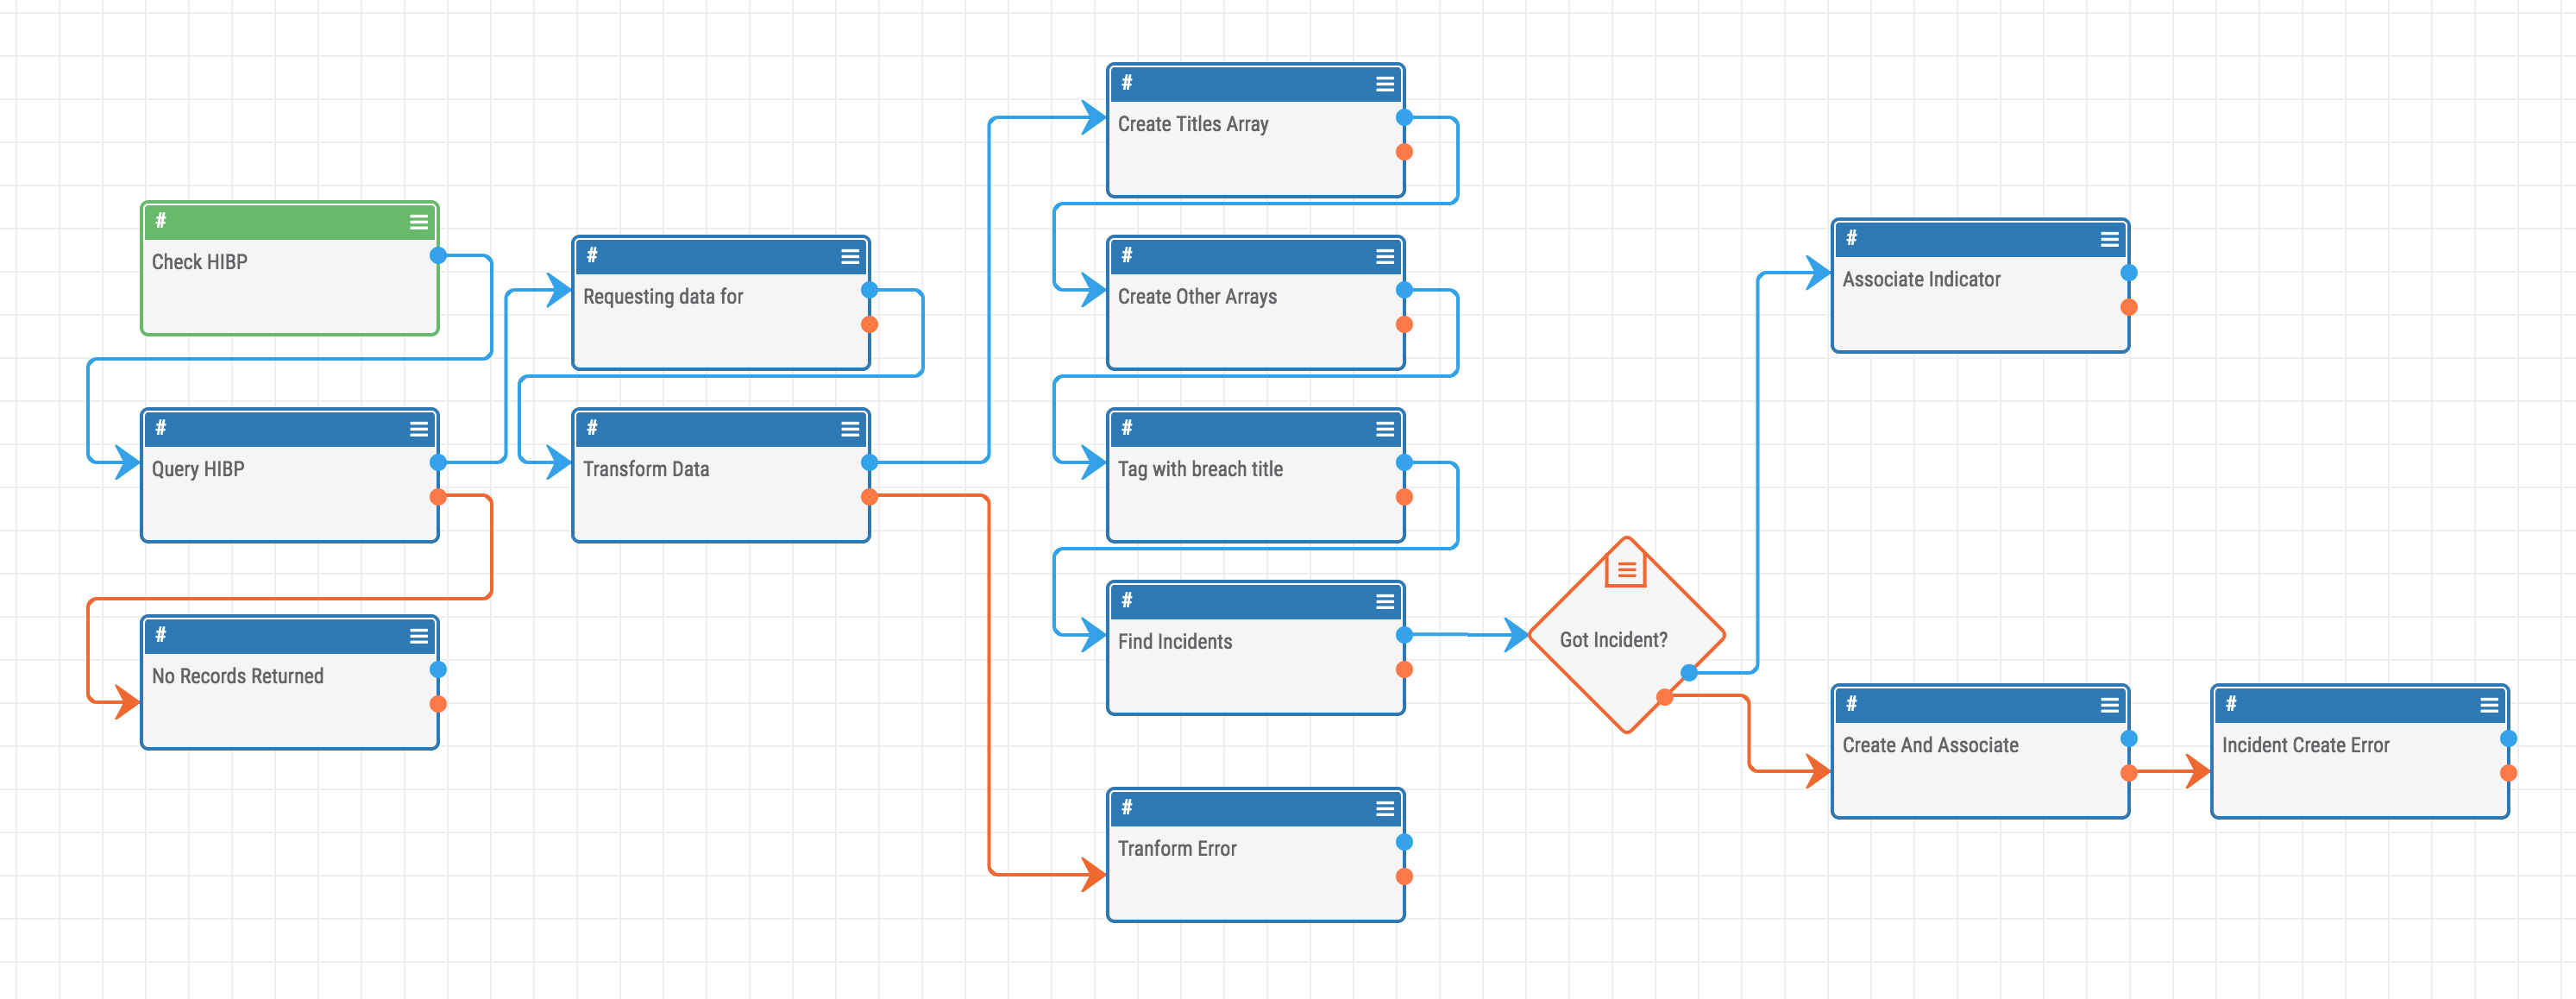 #
Check HIBP
#
Query HIBP
#
No Records Returned
#
Requesting data for
#
Transform Data
#
Create Titles Array
#
Create Other Arrays
#
Tag with breach title
#
Find Incidents
#
Tranform Error
Got Incident?
#
Associate Indicator
#
Create And Associate
#
Incident Create Error